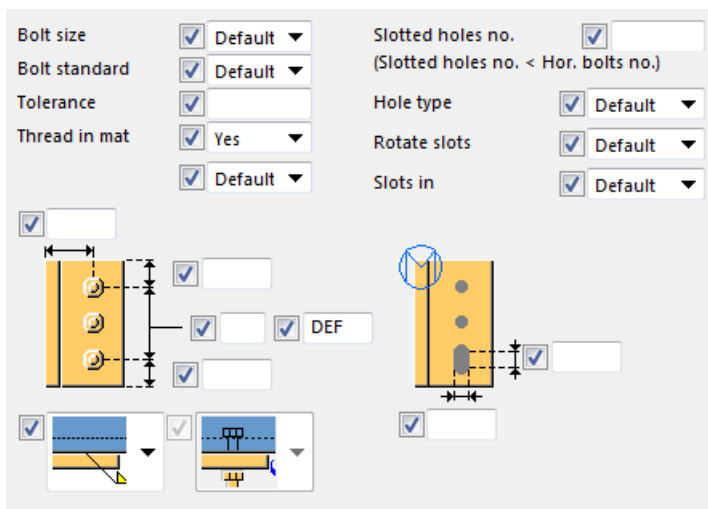 Bolt size Default
Slotted holes no.
(Slotted holes no. < Hor. bolts no.)
Bolt standard Default
Tolerance
Hole type Default
Thread in mat Yes
Rotate slots Default
Default
Slots in Default
DEF